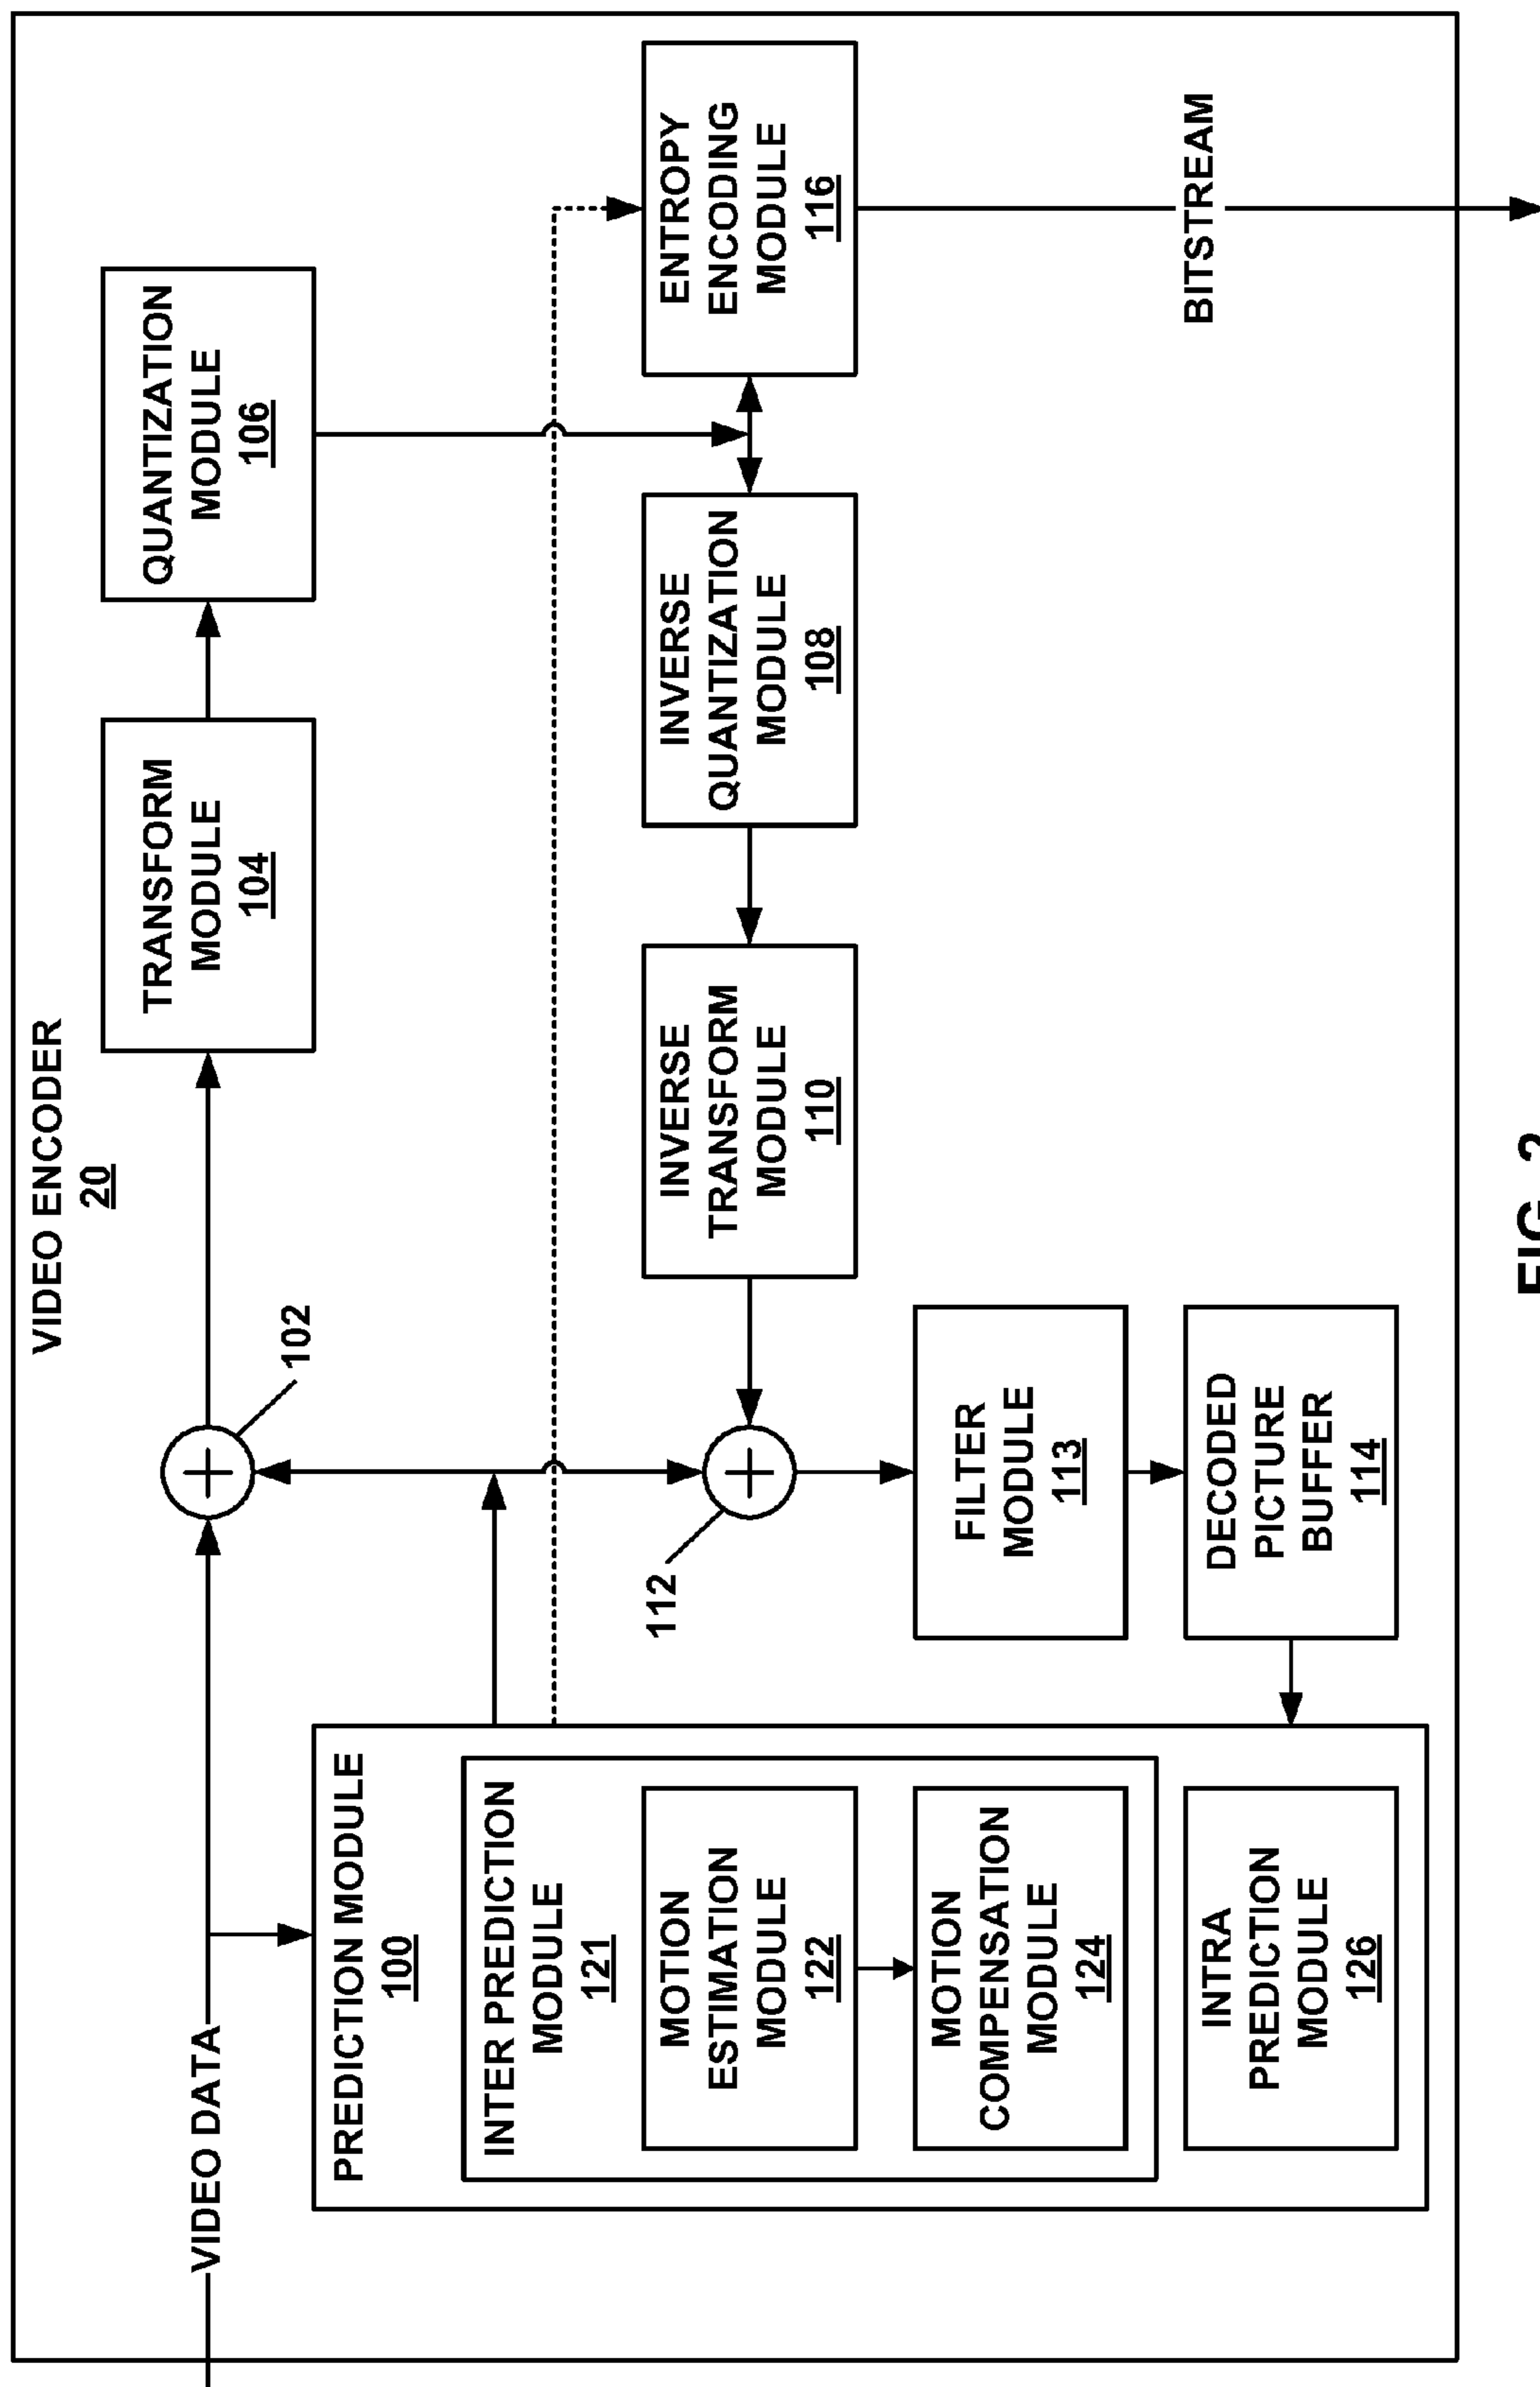 VIDEO ENCODER
20
VIDEO DATA
102
TRANSFORM
MODULE
104
QUANTIZATION
MODULE
106
PREDICTION MODULE
100
INTER PREDICTION
MODULE
121
MOTION
ESTIMATION
MODULE
122
MOTION
COMPENSATION
MODULE
124
INTRA
PREDICTION
MODULE
126
112
INVERSE
TRANSFORM
MODULE
110
INVERSE
QUANTIZATION
MODULE
108
ENTROPY
ENCODING
MODULE
116
FILTER
MODULE
113
DECODED
PICTURE
BUFFER
114
BITSTREAM
FIG. 2